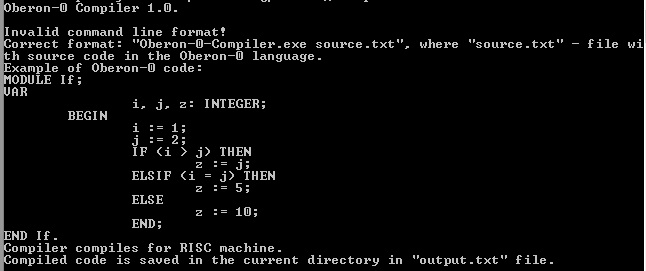 Oberon-0 Compiler 1.0.
Invalid command line format!
Correct format: "Oberon-0-Compiler.exe source.txt", where "source.txt" - file wi
th source code in the Oberon-0 language.
Example of Oberon-0 code:
MODULE If;
VAR
i, j, z: INTEGER;
BEGIN
i := 1;
j := 2;
IF (i > j) THEN
z := j;
ELSIF (i = j) THEN
z := 5;
ELSE
z := 10;
END;
END If.
Compiler compiles for RISC machine.
Compiled code is saved in the current directory in "output.txt" file.